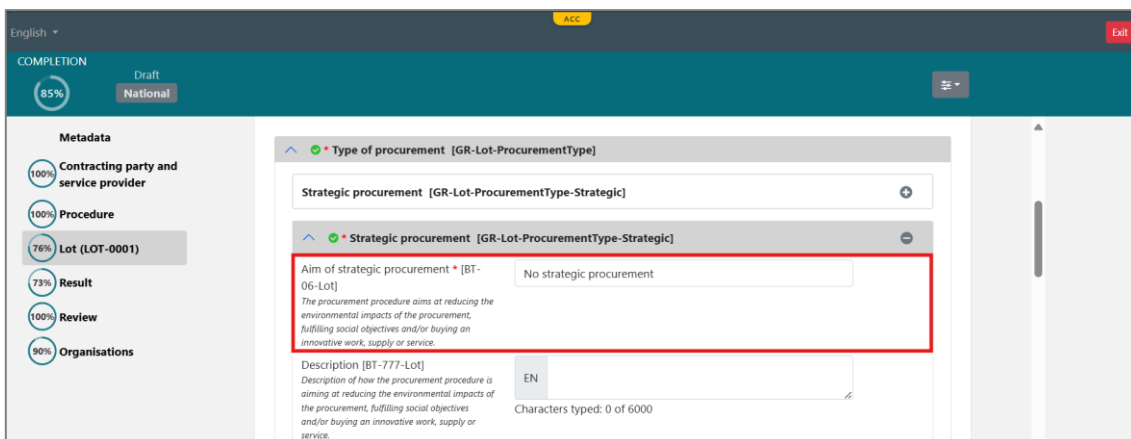 ACC
English
Exit
COMPLETION
85%
Draft
National
Metadata
100% Contracting party and
service provider
100% Procedure
76% Lot (LOT-0001)
73% Result
100% Review
90% Organisations
* Type of procurement [GR-Lot-ProcurementType]
Strategic procurement [GR-Lot-ProcurementType-Strategic]
* Strategic procurement [GR-Lot-ProcurementType-Strategic]
Aim of strategic procurement * [BT-
06-Lot]
The procurement procedure aims at reducing the
environmental impacts of the procurement,
fulfilling social objectives and/or buying an
innovative work, supply or service.
No strategic procurement
Description [BT-777-Lot]
Description of how the procurement procedure is
aiming at reducing the environmental impacts of
the procurement, fulfilling social objectives
and/or buying an innovative work, supply or
service.
EN
Characters typed: 0 of 6000